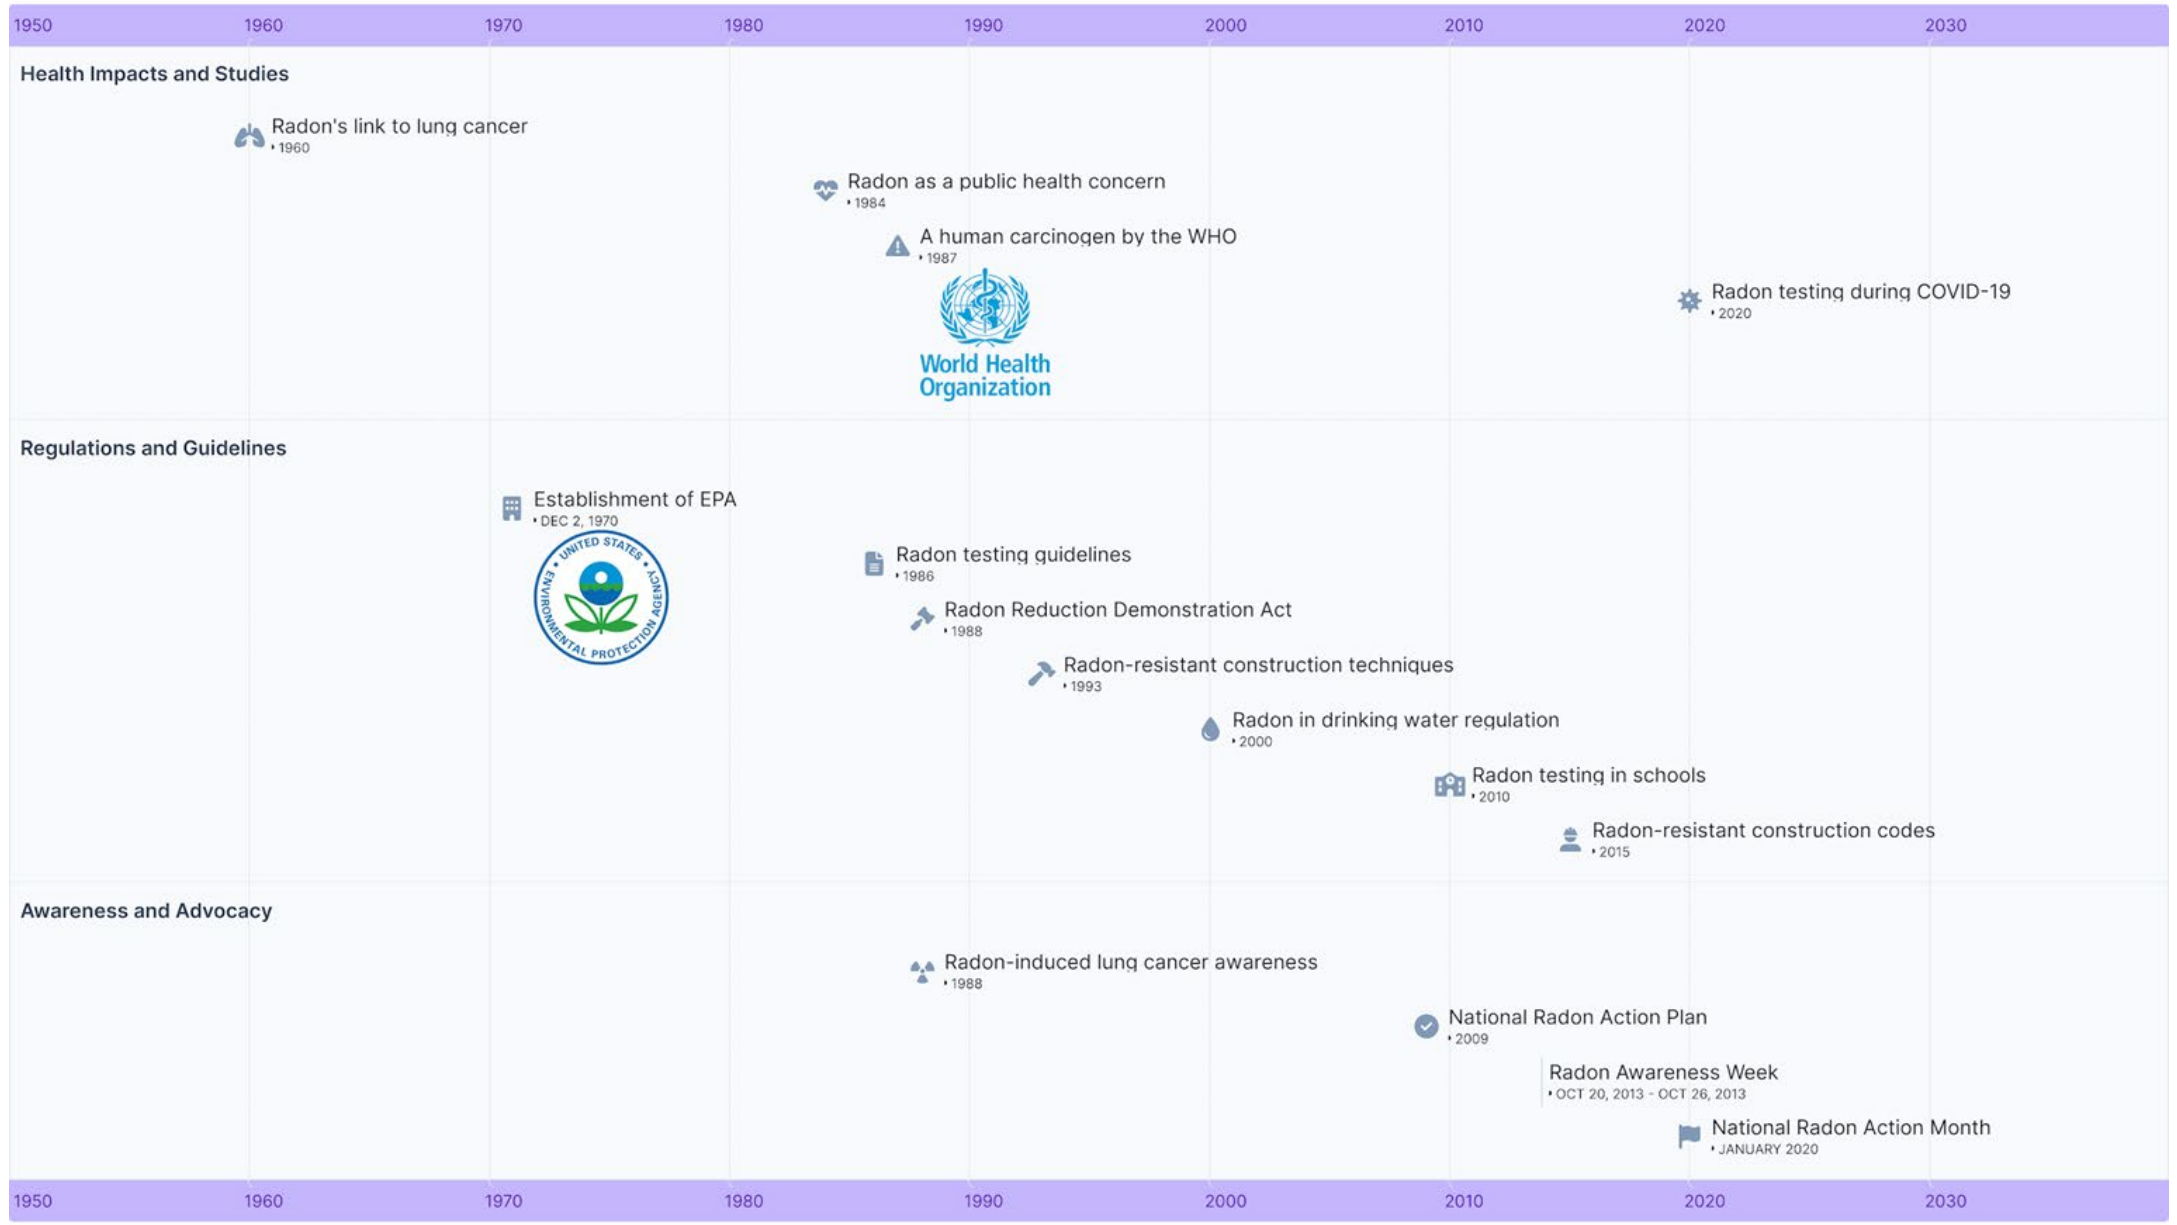 1950 1960 1970 1980 1990 2000 2010 2020 2030
Health Impacts and Studies
Radon's link to lung cancer
1960
Radon as a public health concern
1984
A human carcinogen by the WHO
1987
World Health
Organization
Radon testing during COVID-19
2020
Regulations and Guidelines
Establishment of EPA
DEC 2, 1970
UNITED STATES
ENVIRONMENTAL PROTECTION AGENCY
Radon testing guidelines
1986
Radon Reduction Demonstration Act
1988
Radon-resistant construction techniques
1993
Radon in drinking water regulation
2000
Radon testing in schools
2010
Radon-resistant construction codes
2015
Awareness and Advocacy
Radon-induced lung cancer awareness
1988
National Radon Action Plan
2009
Radon Awareness Week
OCT 20, 2013 - OCT 26, 2013
National Radon Action Month
JANUARY 2020
1950 1960 1970 1980 1990 2000 2010 2020 2030